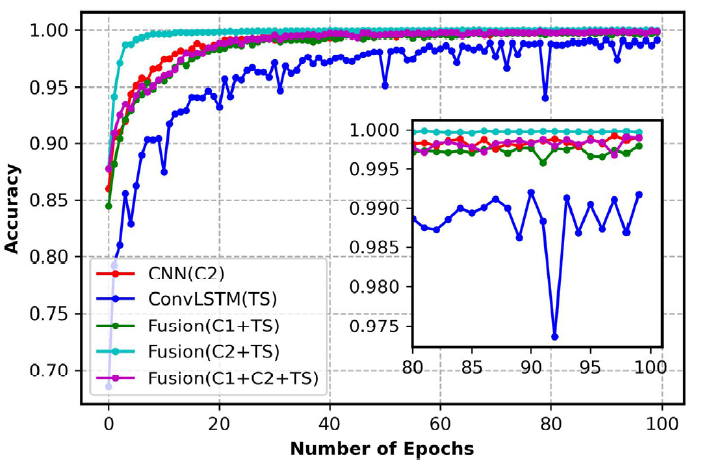 1.00
0.95
0.90
0.85
0.80
0.75
0.70
Accuracy
0 20 40 60 80 100
Number of Epochs
CNN(C2)
ConvLSTM(TS)
Fusion(C1+TS)
Fusion(C2+TS)
Fusion(C1+C2+TS)
1.000
0.995
0.990
0.985
0.980
0.975
80 85 90 95 100